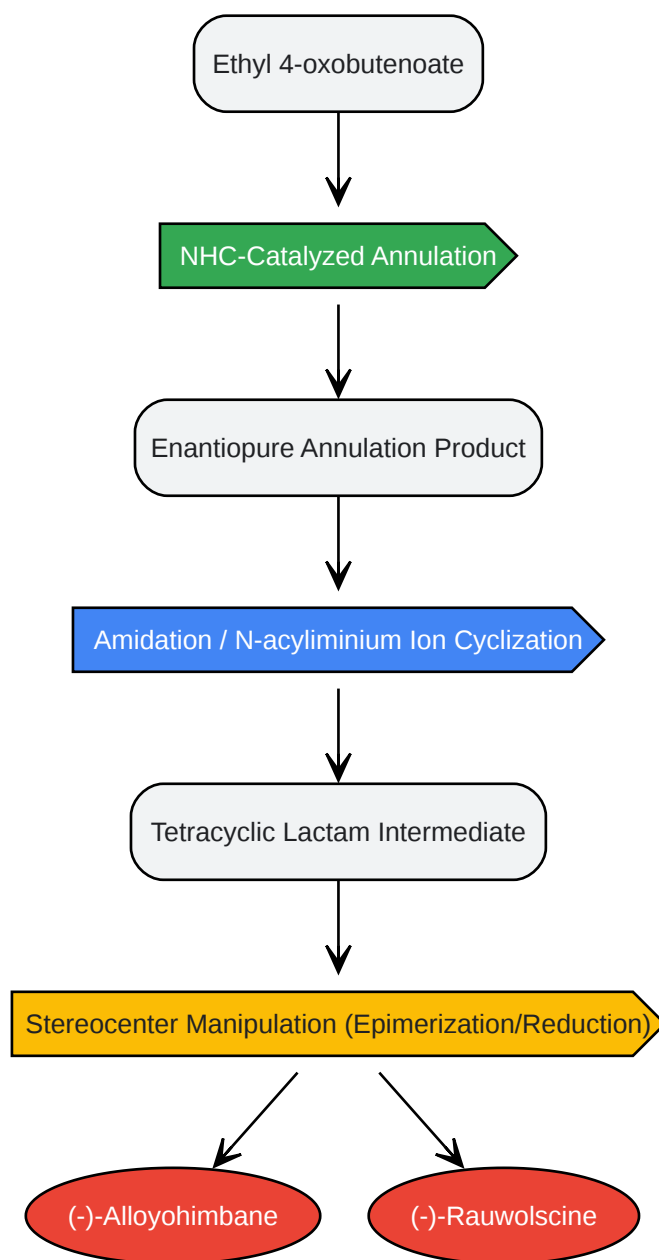 Ethyl 4-oxobutenoate
NHC-Catalyzed Annulation
Enantiopure Annulation Product
Amidation / N-acyliminium Ion Cyclization
Tetracyclic Lactam Intermediate
Stereocenter Manipulation (Epimerization/Reduction)
(-)-Alloyohimbane
(-)-Rauwolscine